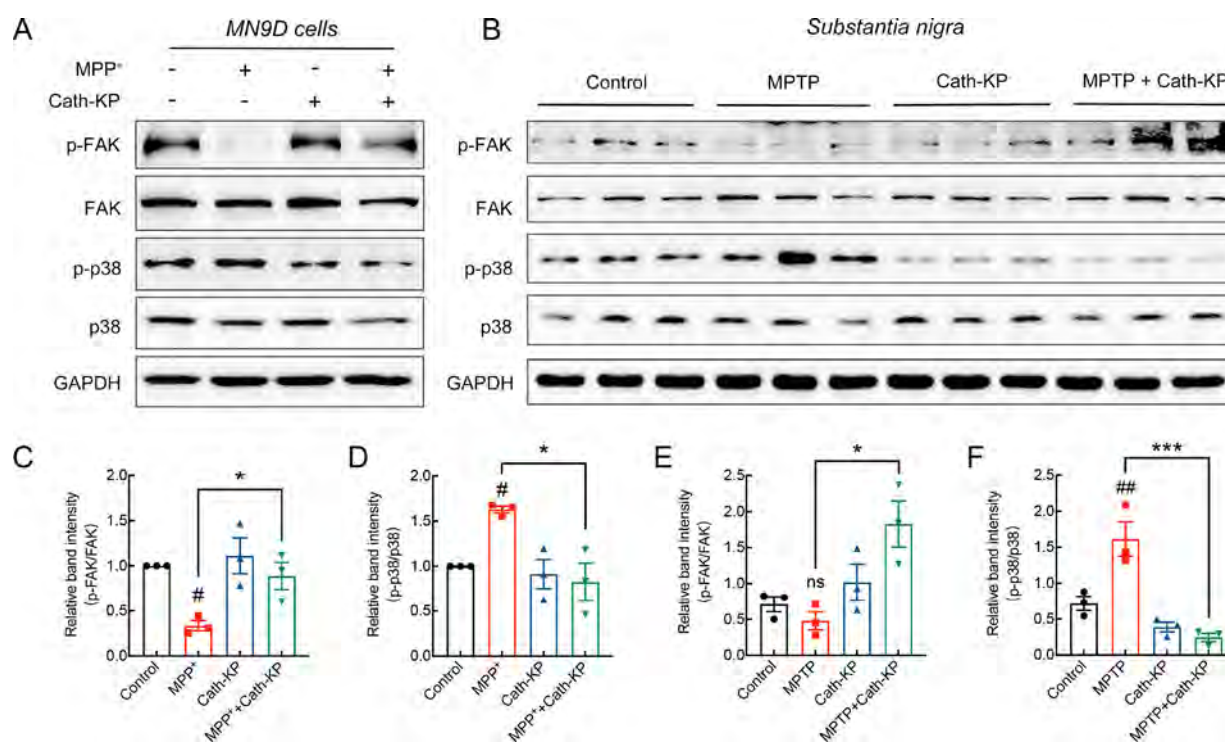 A
MN9D cells
MPP⁺ - + - +
Cath-KP - - + +
p-FAK
FAK
p-p38
p38
GAPDH
B
Substantia nigra
Control MPTP Cath-KP MPTP + Cath-KP
p-FAK
FAK
p-p38
p38
GAPDH
C
Relative band intensity
(p-FAK/FAK)
2.0
1.5
1.0
0.5
0.0
#
*
Control MPP⁺ Cath-KP MPP⁺+Cath-KP
D
Relative band intensity
(p-p38/p38)
2.0
1.5
1.0
0.5
0.0
#
*
Control MPP⁺ Cath-KP MPP⁺+Cath-KP
E
Relative band intensity
(p-FAK/FAK)
2.5
2.0
1.5
1.0
0.5
0.0
ns
*
Control MPTP Cath-KP MPTP+Cath-KP
F
Relative band intensity
(p-p38/p38)
2.5
2.0
1.5
1.0
0.5
0.0
##
***
Control MPTP Cath-KP MPTP+Cath-KP